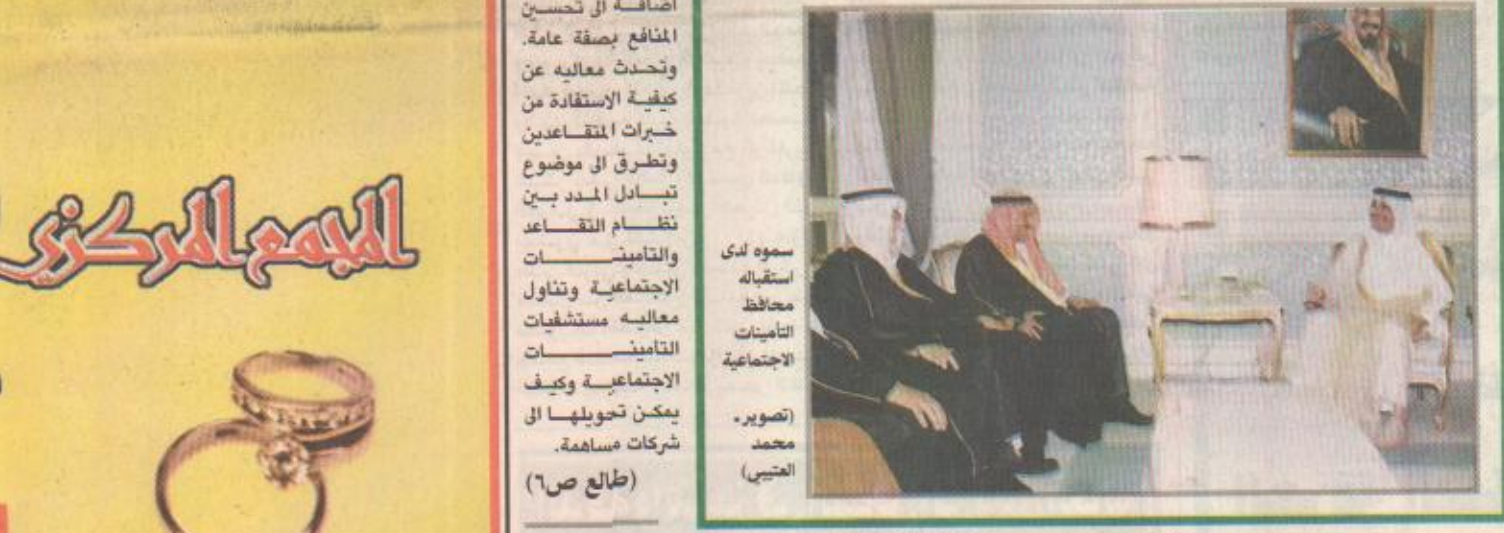 سموه لدى
استقباله
محافظ
التأمينات
الاجتماعية
(تصوير ـ
محمد
العتيبي)
اضافة الى تحسين
المنافع بصفة عامة.
وتحدث معاليه عن
كيفية الاستفادة من
خبرات المتقاعدين
وتطرق الى موضوع
تبادل المدد بين
نظام التقاعد
والتأمينات
الاجتماعية وتناول
معاليه مستشفيات
التأمينات
الاجتماعية وكيف
يمكن تحويلها الى
شركات مساهمة.
(طالع ص٦)
المجمع المركزي